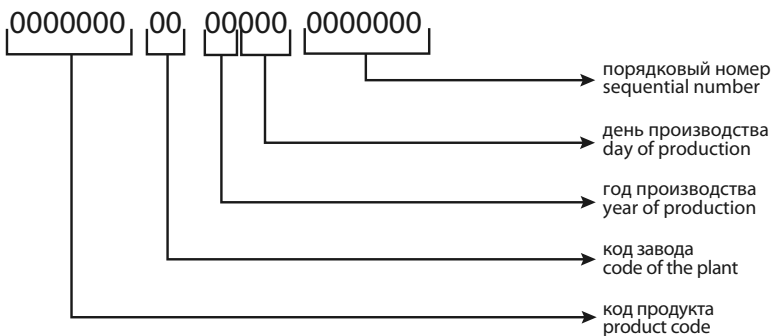 0000000 00 00000 0000000
порядковый номер
sequential number
день производства
day of production
год производства
year of production
код завода
code of the plant
код продукта
product code